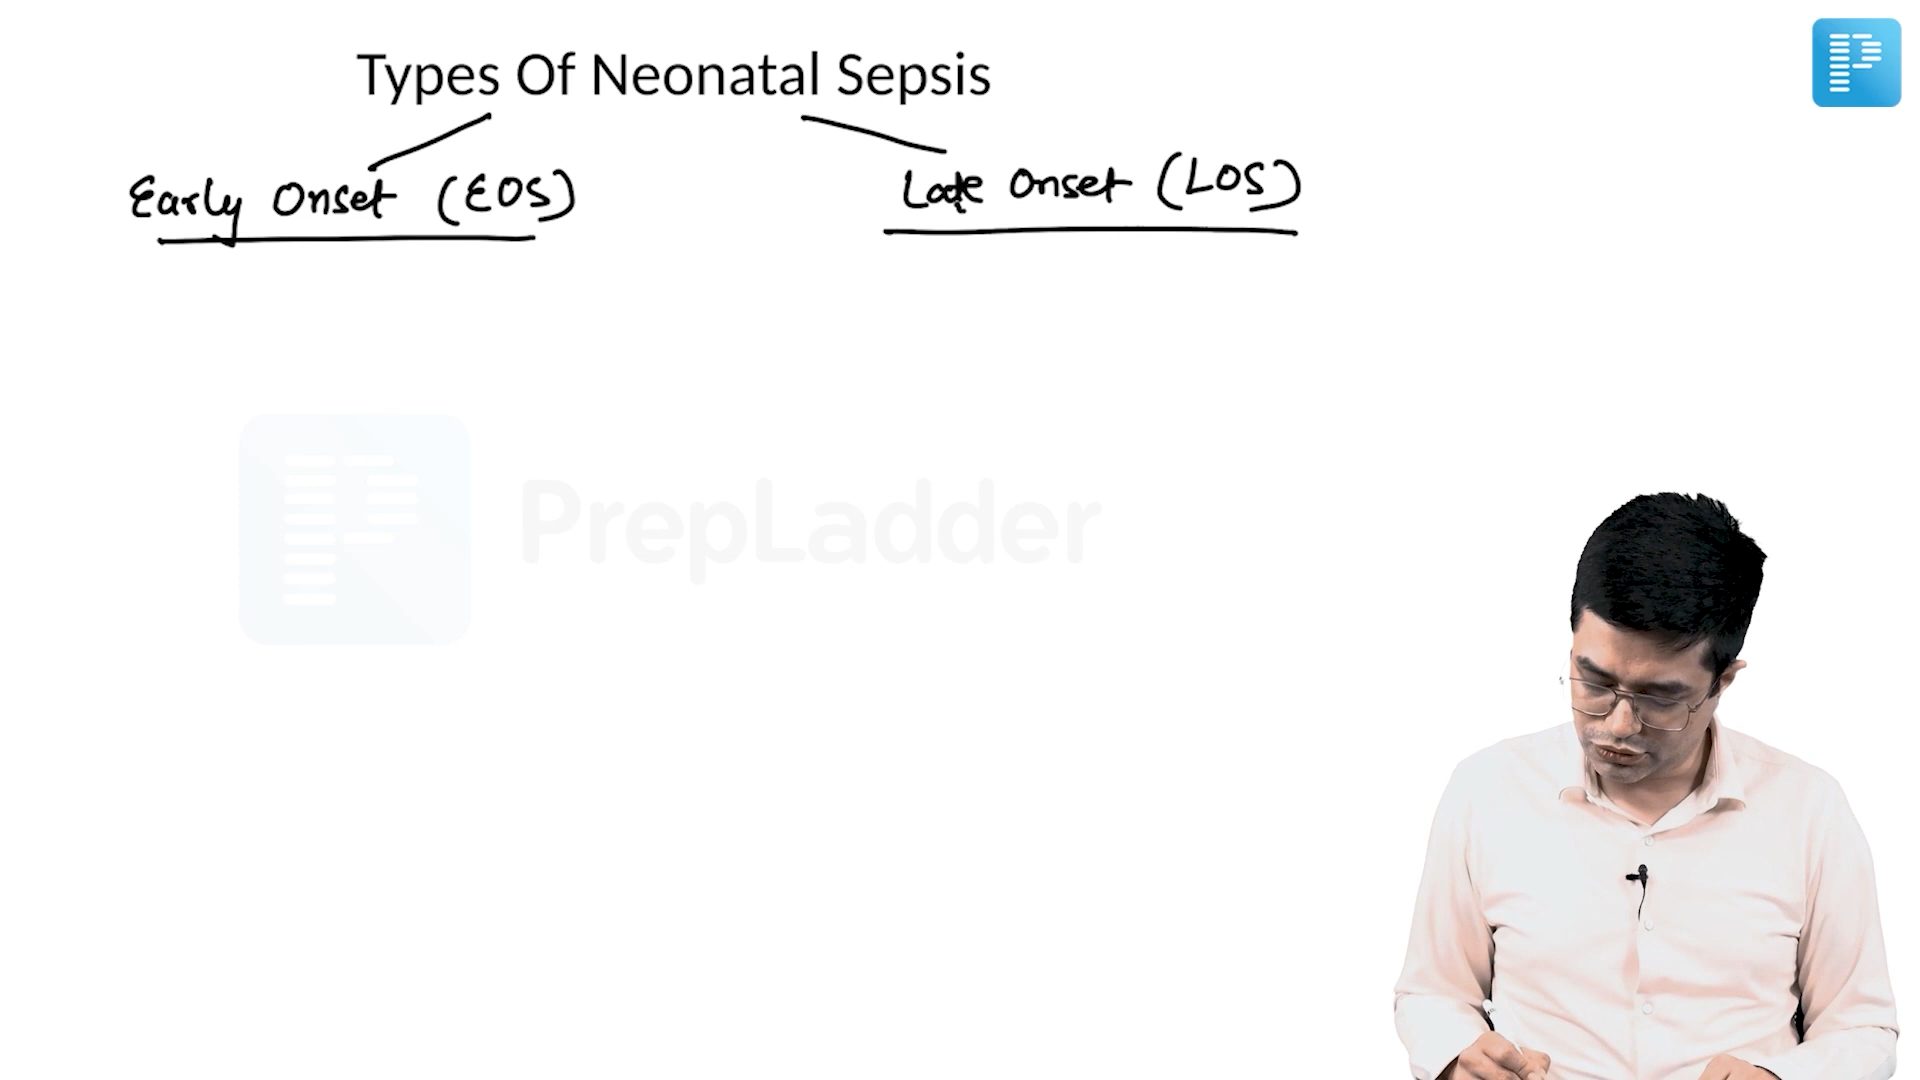 Types Of Neonatal Sepsis
Early Onset (EOS)
Late Onset (LOS)
PrepLadder